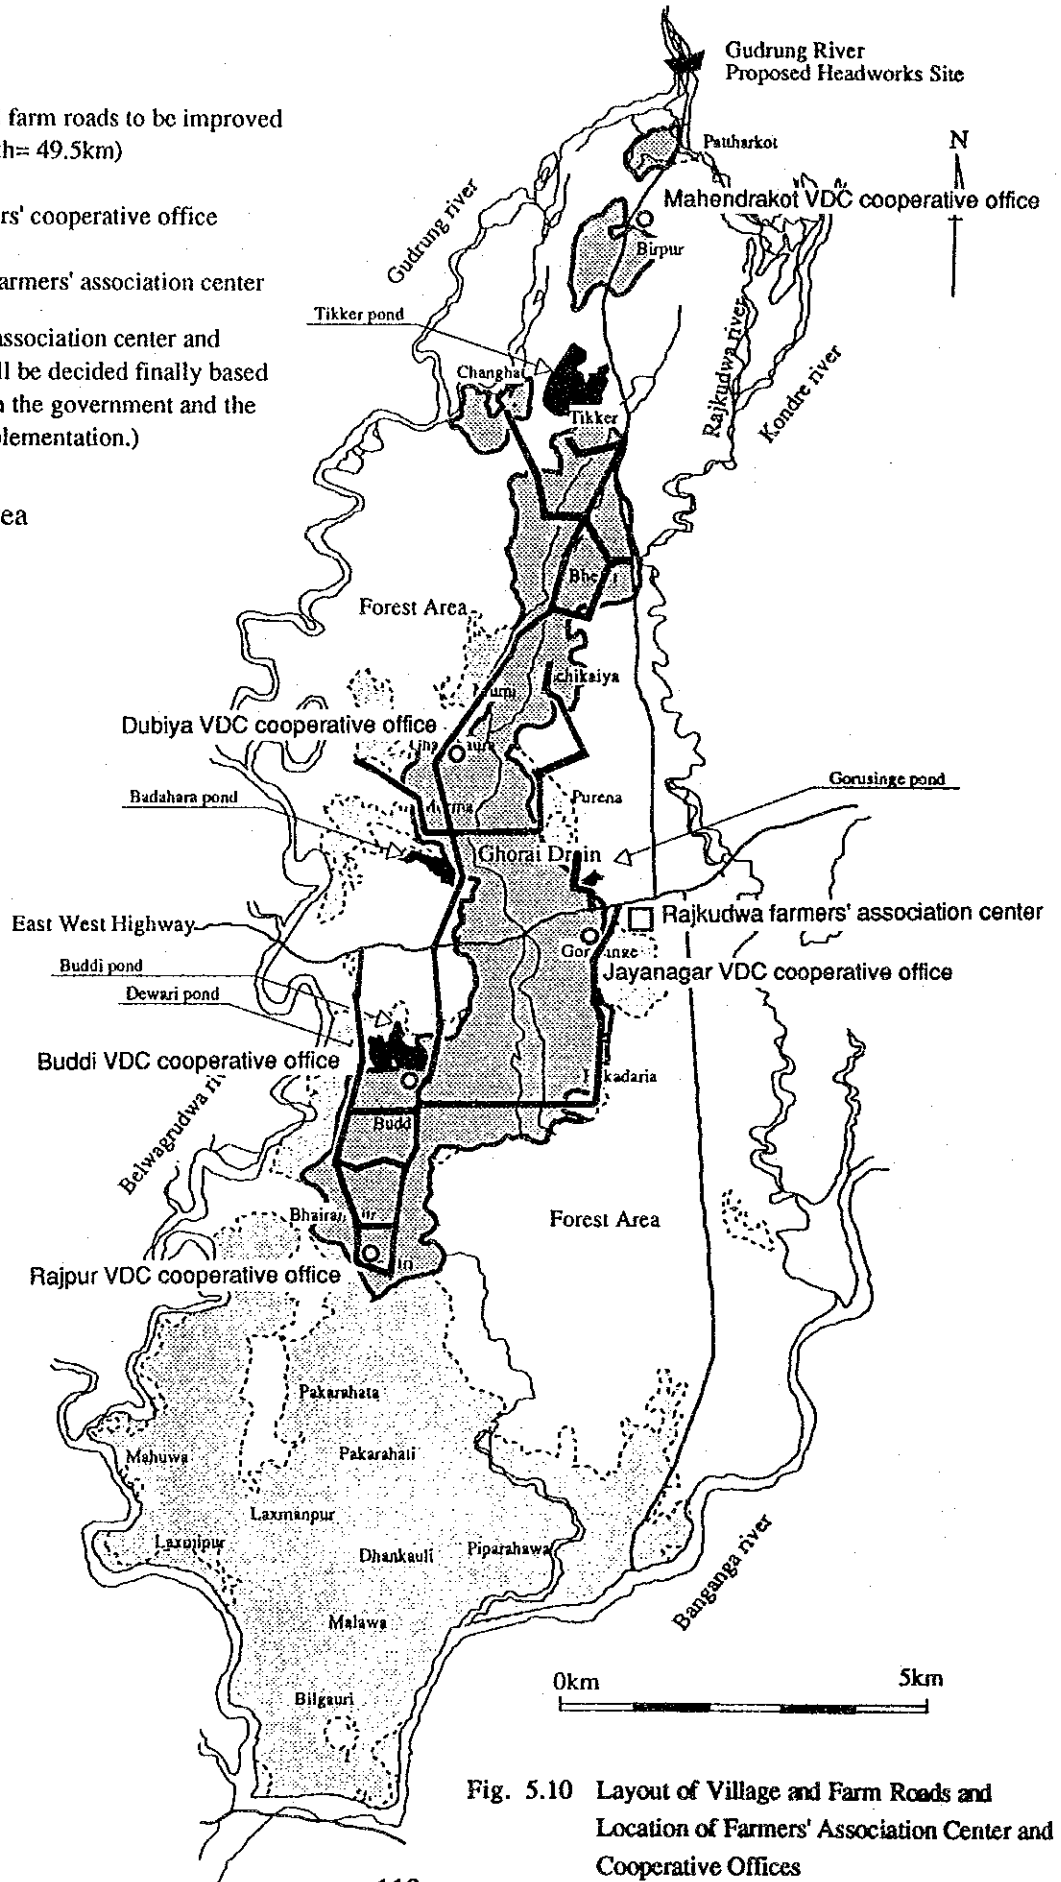 Gudrung River
Proposed Headworks Site
farm roads to be improved
h= 49.5km)
Pattharkot
N
rs' cooperative office
Mahendrakot VDC cooperative office
Gudrung river
Birpur
armers' association center
Tikker pond
association center and
ll be decided finally based
n the government and the
plementation.)
Changhat
Tikker
Rajkudwa river
Kondre river
ea
Forest Area
chikaiya
Dubiya VDC cooperative office
Badahara pond
Purena
Gorusinge pond
Ghorai Drain
East West Highway
Rajkudwa farmers' association center
Buddi pond
Jayanagar VDC cooperative office
Dewari pond
Buddi VDC cooperative office
kadaria
Budd
Belwagrudwa ri
Forest Area
Rajpur VDC cooperative office
Pakarahata
Mahuwa
Pakarahati
Laxmanpur
Laxmipur
Dhankauli
Piparahawa
Banganga river
Malawa
0km
5km
Bilgauri
Fig. 5.10 Layout of Village and Farm Roads and
Location of Farmers' Association Center and
Cooperative Offices